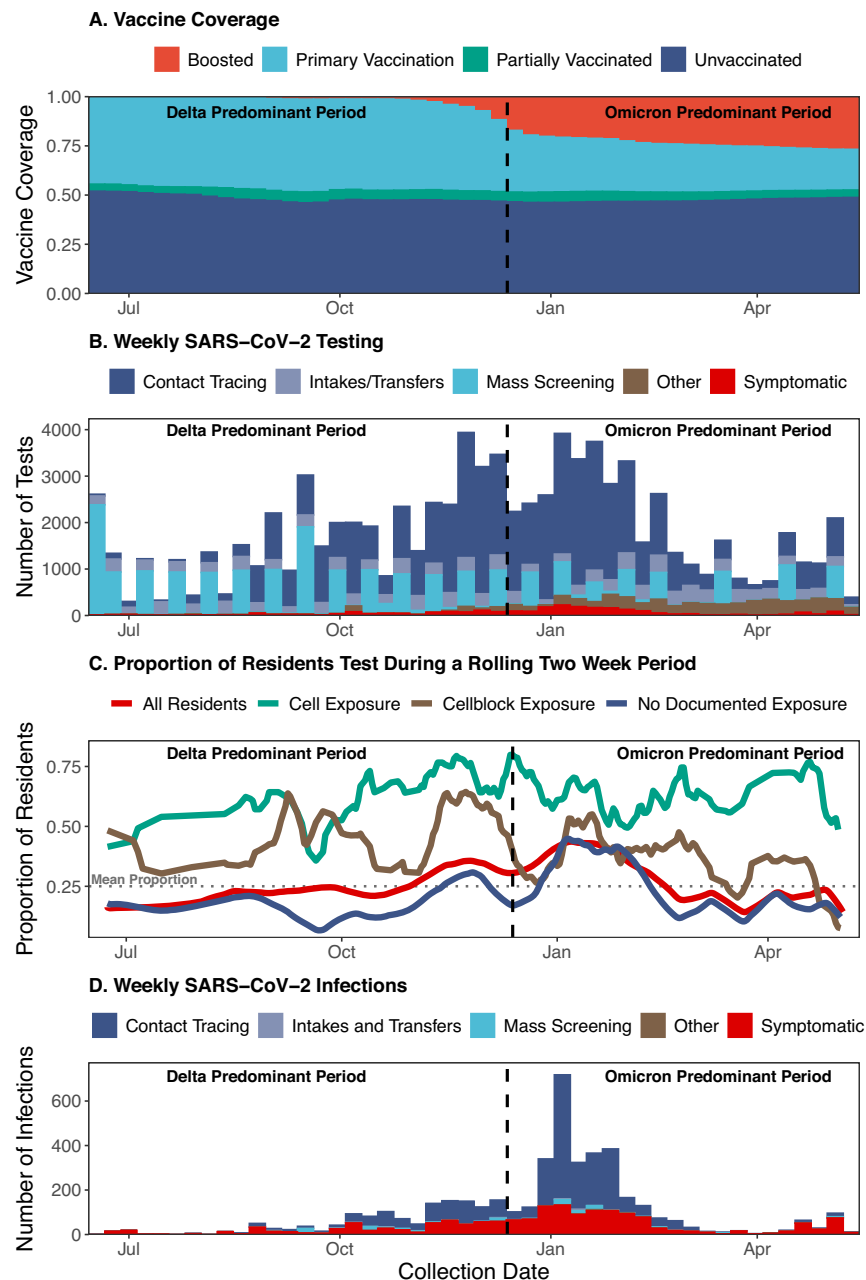 A. Vaccine Coverage
Boosted Primary Vaccination Partially Vaccinated Unvaccinated
Delta Predominant Period Omicron Predominant Period
1.00
0.75
0.50
0.25
0.00
Vaccine Coverage
Jul Oct Jan Apr
B. Weekly SARS−CoV−2 Testing
Contact Tracing Intakes/Transfers Mass Screening Other Symptomatic
Delta Predominant Period Omicron Predominant Period
4000
3000
2000
1000
0
Number of Tests
Jul Oct Jan Apr
C. Proportion of Residents Test During a Rolling Two Week Period
All Residents Cell Exposure Cellblock Exposure No Documented Exposure
Delta Predominant Period Omicron Predominant Period
0.75
0.50
0.25
Mean Proportion
Proportion of Residents
Jul Oct Jan Apr
D. Weekly SARS−CoV−2 Infections
Contact Tracing Intakes and Transfers Mass Screening Other Symptomatic
Delta Predominant Period Omicron Predominant Period
600
400
200
0
Number of Infections
Jul Oct Jan Apr
Collection Date